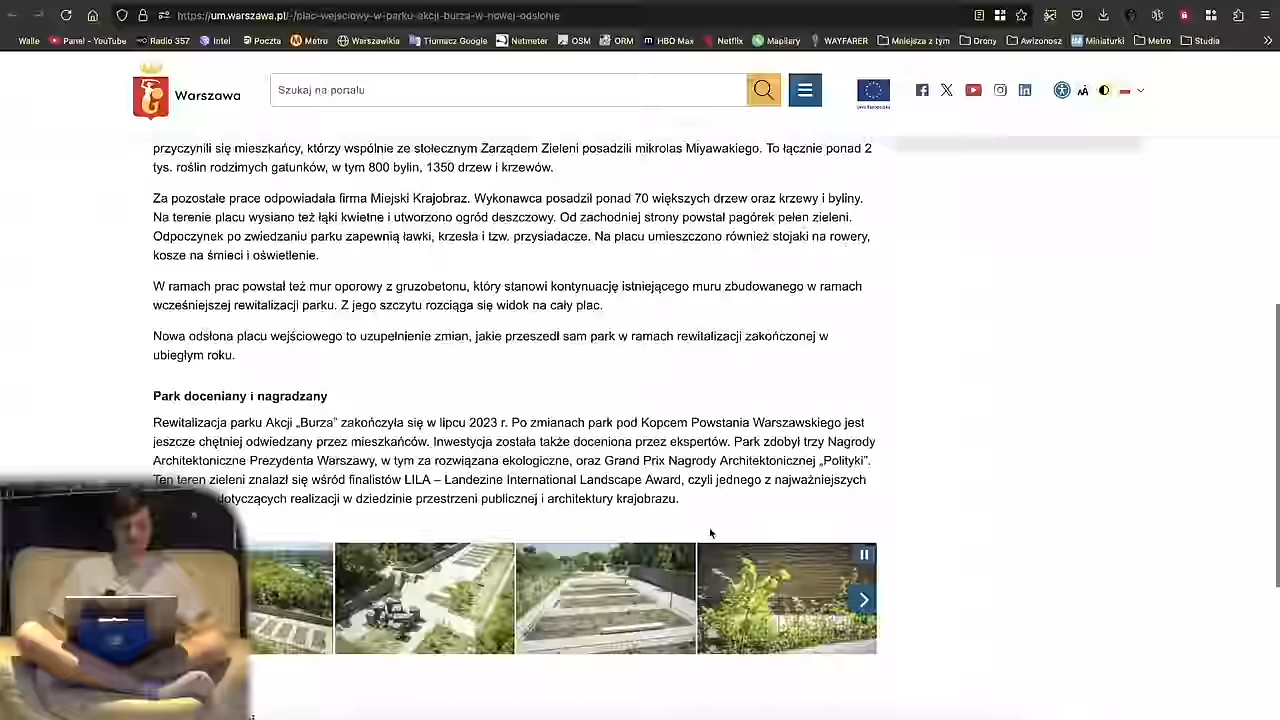 https://um.warszawa.pl/-/plac-wejsciowy-w-parku-akcji-burza-w-nowej-odslonie
Walle Panel - YouTube Radio 357 Intel Poczta Metro Warszawikia Tłumacz Google Netmeter OSM ORM HBO Max Netflix Mapilary WAYFARER Mniejsza z tym Drony Awizonosz Miniaturki Metro Studia
Warszawa
Szukaj na portalu
przyczynili się mieszkańcy, którzy wspólnie ze stołecznym Zarządem Zieleni posadzili mikrolas Miyawakiego. To łącznie ponad 2
tys. roślin rodzimych gatunków, w tym 800 bylin, 1350 drzew i krzewów.
Za pozostałe prace odpowiadała firma Miejski Krajobraz. Wykonawca posadził ponad 70 większych drzew oraz krzewy i byliny.
Na terenie placu wysiano też łąki kwietne i utworzono ogród deszczowy. Od zachodniej strony powstał pagórek pełen zieleni.
Odpoczynek po zwiedzaniu parku zapewnią ławki, krzesła i tzw. przysiadacze. Na placu umieszczono również stojaki na rowery,
kosze na śmieci i oświetlenie.
W ramach prac powstał też mur oporowy z gruzobetonu, który stanowi kontynuację istniejącego muru zbudowanego w ramach
wcześniejszej rewitalizacji parku. Z jego szczytu rozciąga się widok na cały plac.
Nowa odsłona placu wejściowego to uzupełnienie zmian, jakie przeszedł sam park w ramach rewitalizacji zakończonej w
ubiegłym roku.
Park doceniany i nagradzany
Rewitalizacja parku Akcji „Burza” zakończyła się w lipcu 2023 r. Po zmianach park pod Kopcem Powstania Warszawskiego jest
jeszcze chętniej odwiedzany przez mieszkańców. Inwestycja została także doceniona przez ekspertów. Park zdobył trzy Nagrody
Architektoniczne Prezydenta Warszawy, w tym za rozwiązana ekologiczne, oraz Grand Prix Nagrody Architektonicznej „Polityki”.
Ten teren zieleni znalazł się wśród finalistów LILA – Landezine International Landscape Award, czyli jednego z najważniejszych
dotyczących realizacji w dziedzinie przestrzeni publicznej i architektury krajobrazu.